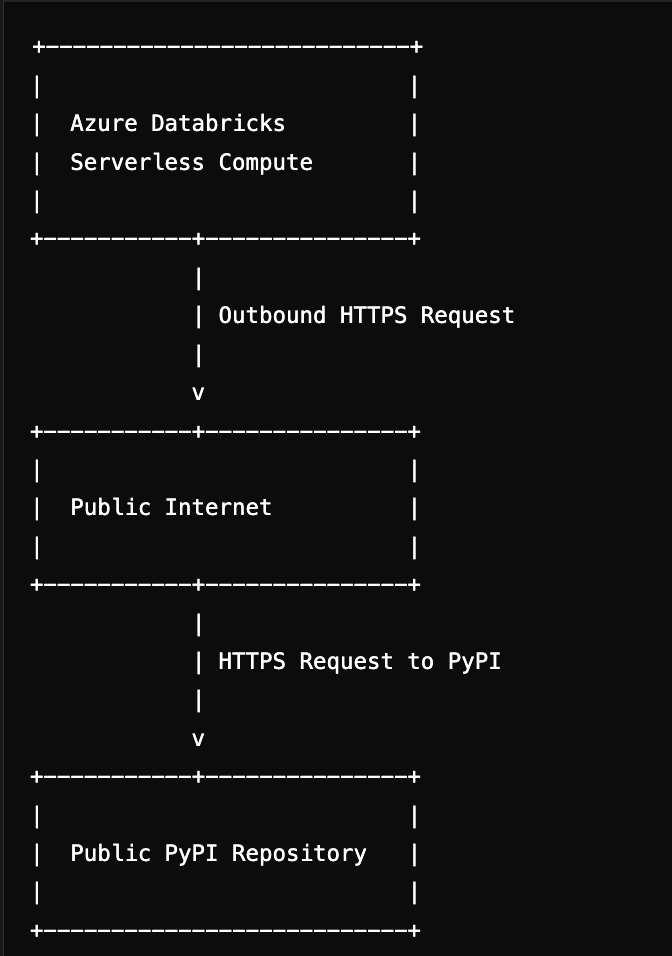 +---------------------------+
|                           |
|  Azure Databricks         |
|  Serverless Compute       |
|                           |
+-----------+---------------+
            |
            | Outbound HTTPS Request
            |
            v
+-----------+---------------+
|                           |
|  Public Internet          |
|                           |
+-----------+---------------+
            |
            | HTTPS Request to PyPI
            |
            v
+-----------+---------------+
|                           |
|  Public PyPI Repository   |
|                           |
+---------------------------+